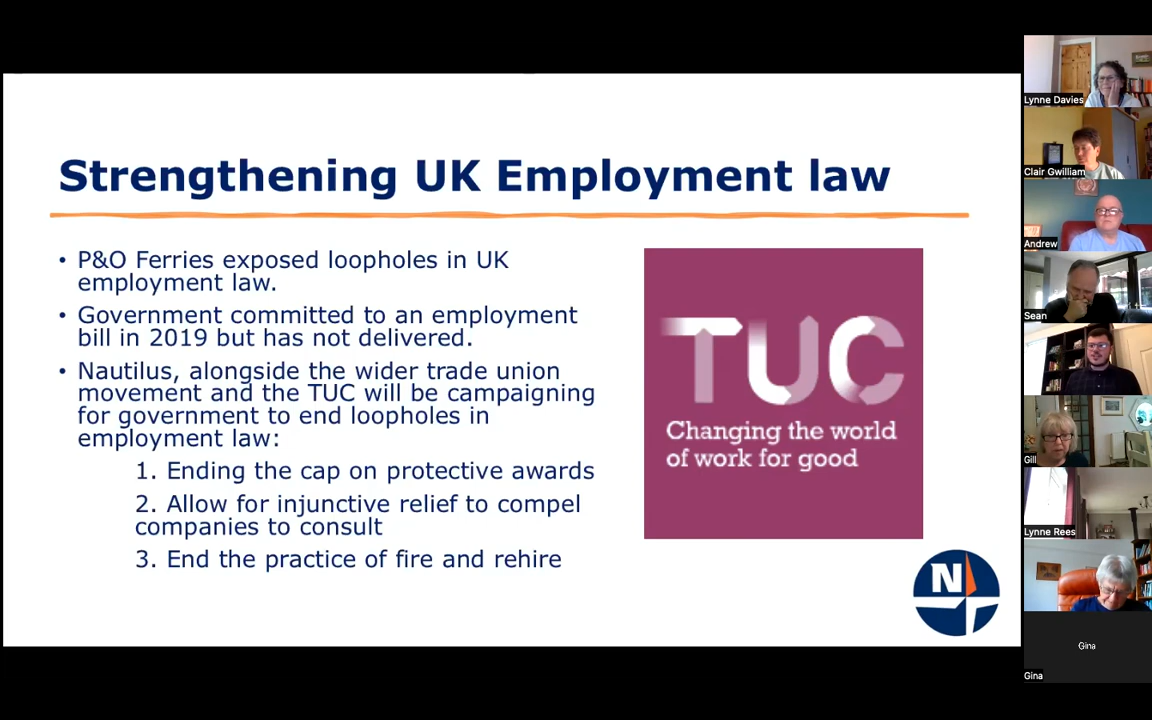 Strengthening UK Employment law
• P&O Ferries exposed loopholes in UK
employment law.
• Government committed to an employment
bill in 2019 but has not delivered.
• Nautilus, alongside the wider trade union
movement and the TUC will be campaigning
for government to end loopholes in
employment law:
1. Ending the cap on protective awards
2. Allow for injunctive relief to compel
companies to consult
3. End the practice of fire and rehire
TUC
Changing the world
of work for good
N
Lynne Davies
Clair Gwilliam
Andrew
Sean
Gill
Lynne Rees
Gina
Gina